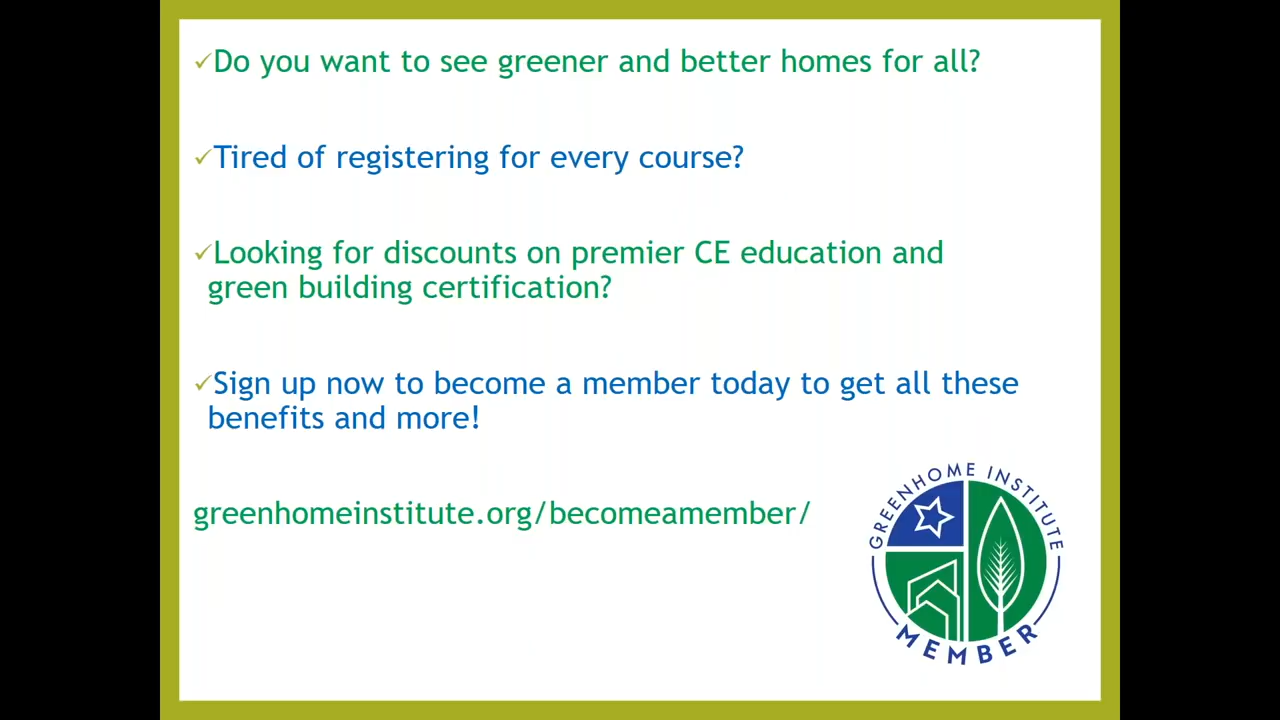 ✓Do you want to see greener and better homes for all?
✓Tired of registering for every course?
✓Looking for discounts on premier CE education and
green building certification?
✓Sign up now to become a member today to get all these
benefits and more!
greenhomeinstitute.org/becomeamember/
GREENHOME INSTITUTE
MEMBER